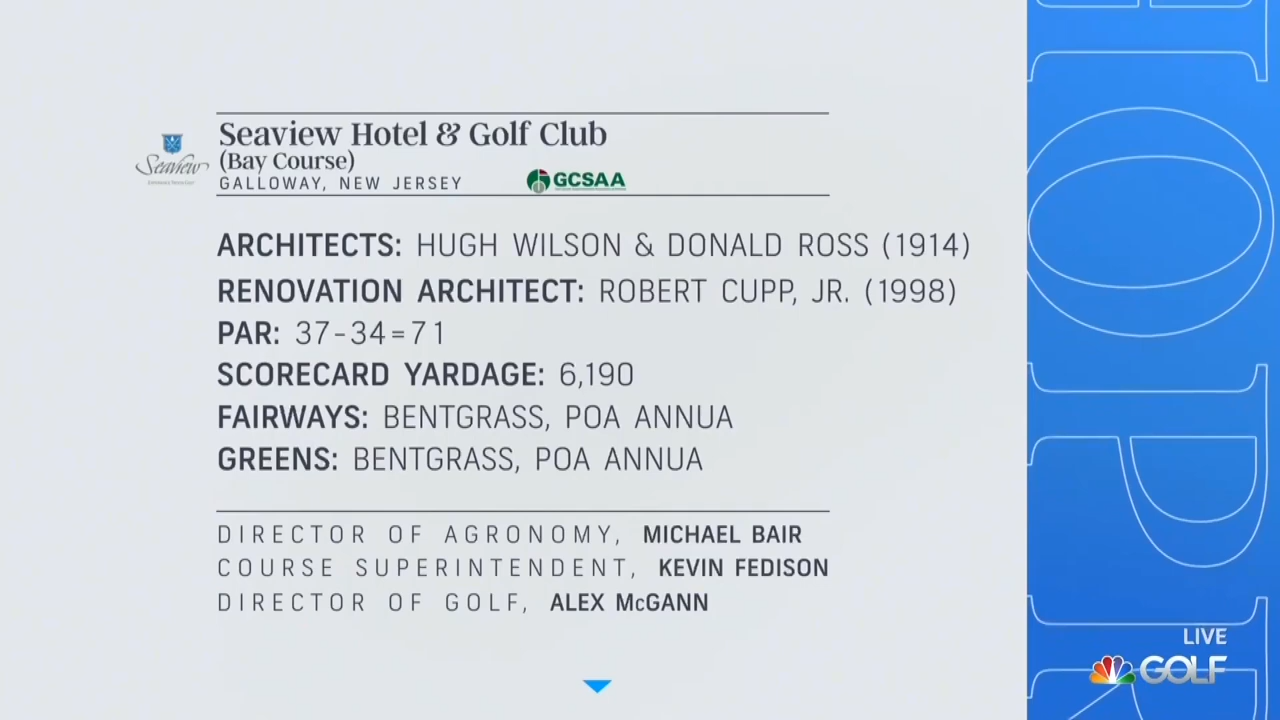 Seaview Hotel & Golf Club
(Bay Course)
GALLOWAY, NEW JERSEY
Seaview
GCSAA
ARCHITECTS: HUGH WILSON & DONALD ROSS (1914)
RENOVATION ARCHITECT: ROBERT CUPP, JR. (1998)
PAR: 37-34=71
SCORECARD YARDAGE: 6,190
FAIRWAYS: BENTGRASS, POA ANNUA
GREENS: BENTGRASS, POA ANNUA
DIRECTOR OF AGRONOMY, MICHAEL BAIR
COURSE SUPERINTENDENT, KEVIN FEDISON
DIRECTOR OF GOLF, ALEX McGANN
LIVE
GOLF